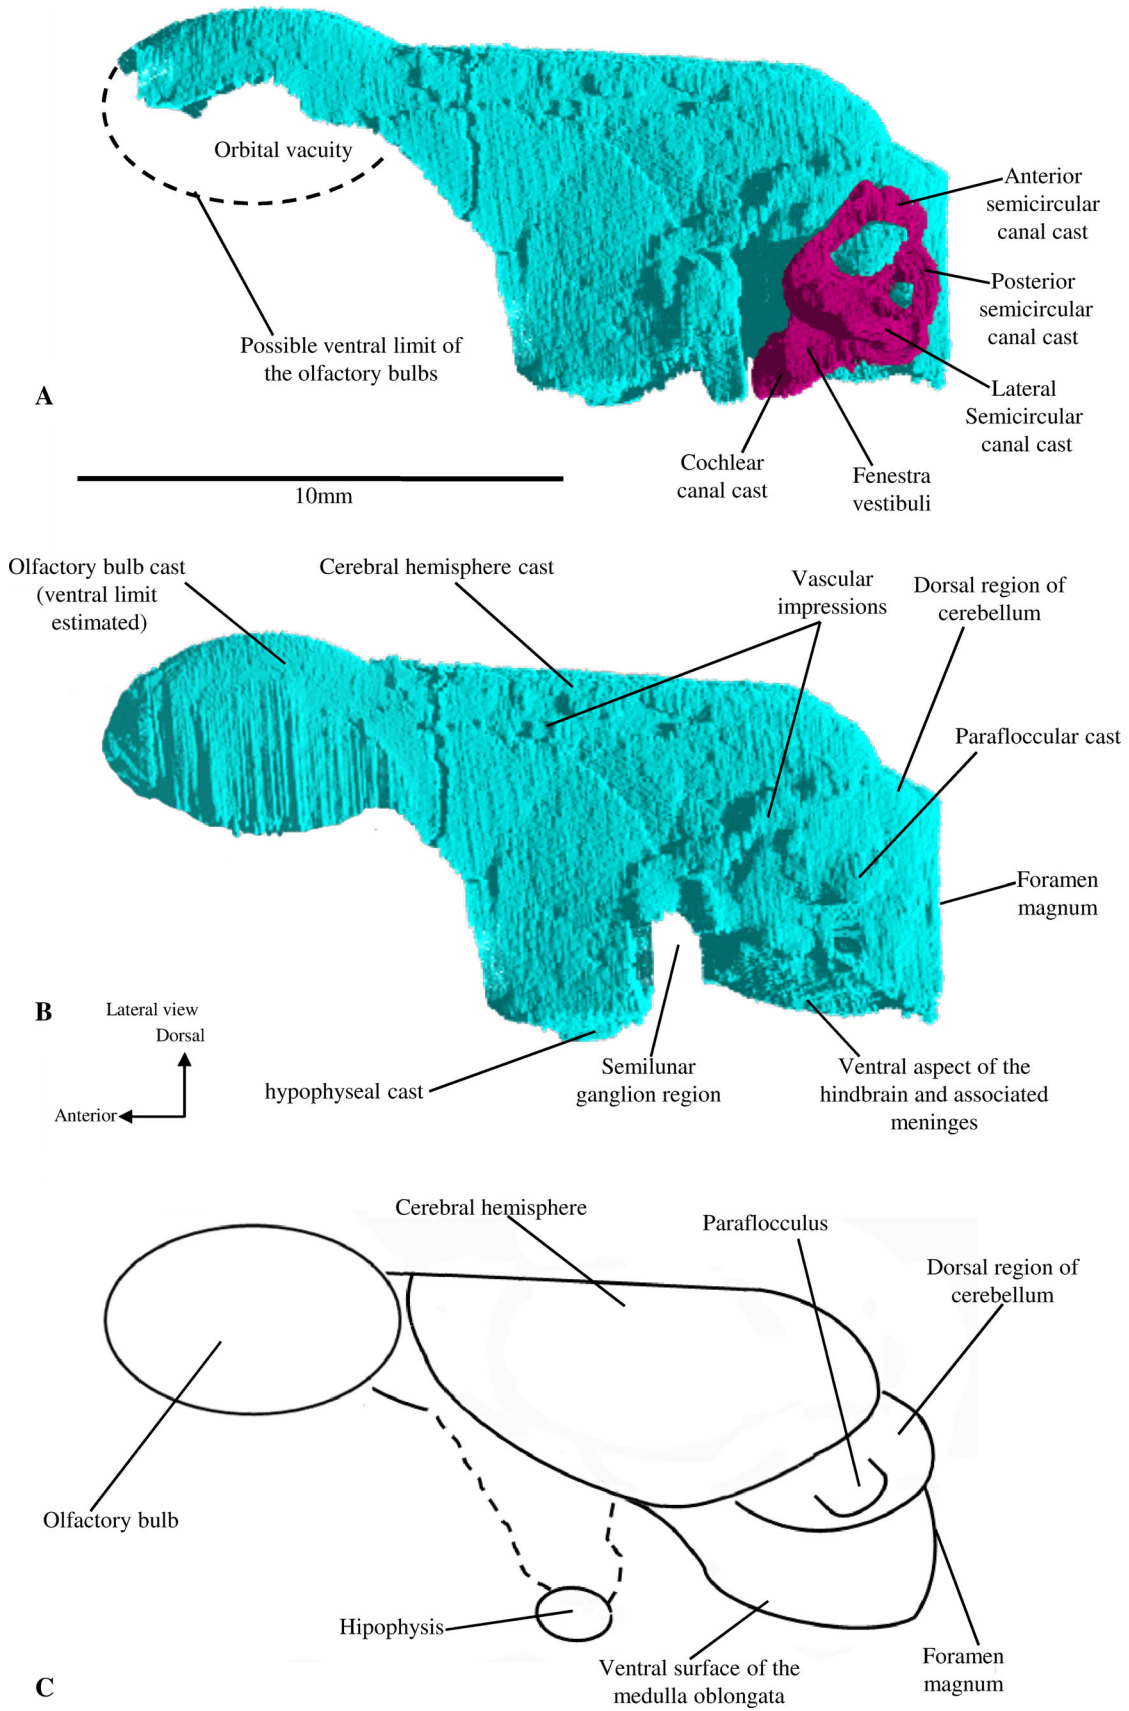 Orbital vacuity
Anterior
semicircular
canal cast
Posterior
semicircular
canal cast
Possible ventral limit of
the olfactory bulbs
A
Lateral
Semicircular
canal cast
Cochlear
canal cast
Fenestra
vestibuli
10mm
Olfactory bulb cast
(ventral limit
estimated)
Cerebral hemisphere cast
Vascular
impressions
Dorsal region of
cerebellum
Parafloccular cast
Foramen
magnum
B
Lateral view
Dorsal
Anterior
hypophyseal cast
Semilunar
ganglion region
Ventral aspect of the
hindbrain and associated
meninges
Cerebral hemisphere
Paraflocculus
Dorsal region of
cerebellum
Olfactory bulb
Hipophysis
Ventral surface of the
medulla oblongata
Foramen
magnum
C